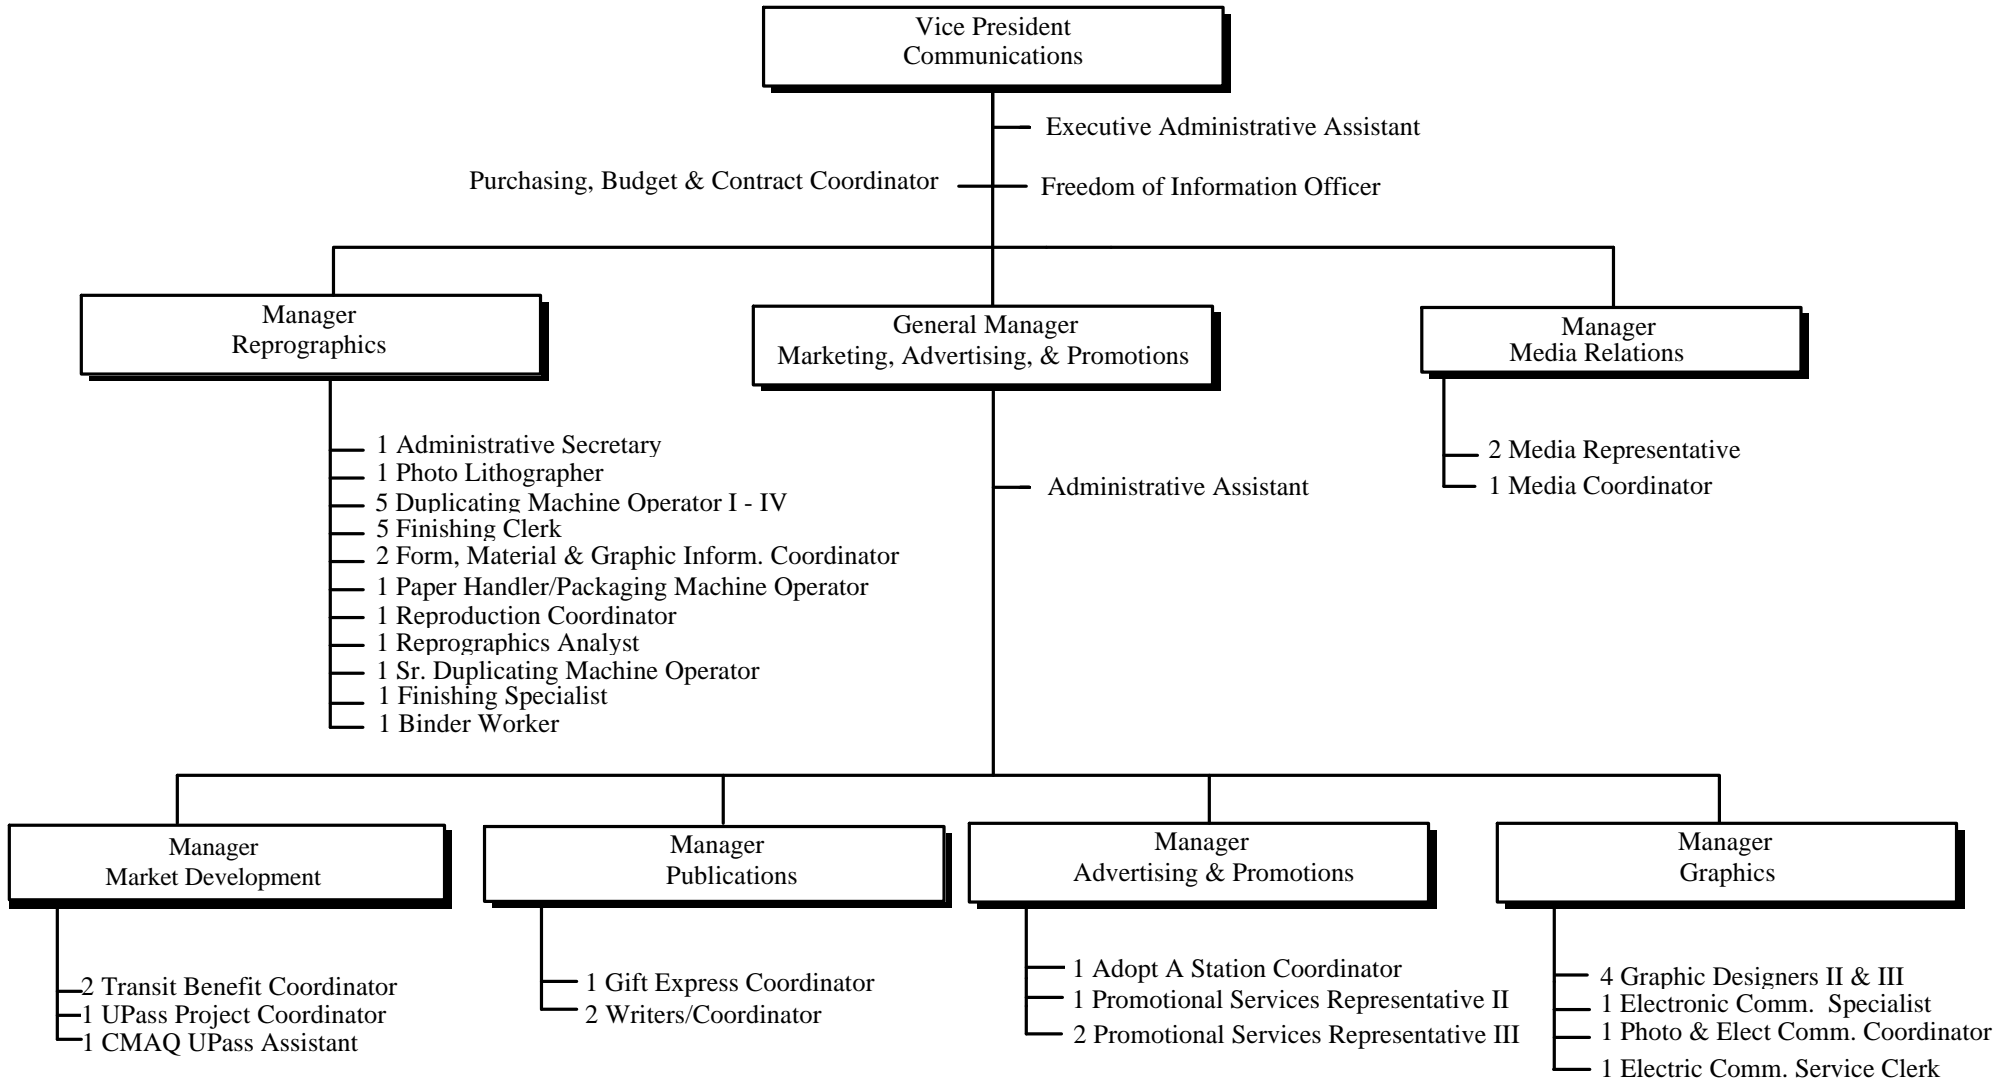 Vice President
Communications
Executive Administrative Assistant
Purchasing, Budget & Contract Coordinator
Freedom of Information Officer
Manager
Reprographics
General Manager
Marketing, Advertising, & Promotions
Manager
Media Relations
1 Administrative Secretary
1 Photo Lithographer
5 Duplicating Machine Operator I - IV
5 Finishing Clerk
2 Form, Material & Graphic Inform. Coordinator
1 Paper Handler/Packaging Machine Operator
1 Reproduction Coordinator
1 Reprographics Analyst
1 Sr. Duplicating Machine Operator
1 Finishing Specialist
1 Binder Worker
Administrative Assistant
2 Media Representative
1 Media Coordinator
Manager
Market Development
2 Transit Benefit Coordinator
1 UPass Project Coordinator
1 CMAQ UPass Assistant
Manager
Publications
1 Gift Express Coordinator
2 Writers/Coordinator
Manager
Advertising & Promotions
1 Adopt A Station Coordinator
1 Promotional Services Representative II
2 Promotional Services Representative III
Manager
Graphics
4 Graphic Designers II & III
1 Electronic Comm.  Specialist
1 Photo & Elect Comm. Coordinator
1 Electric Comm. Service Clerk